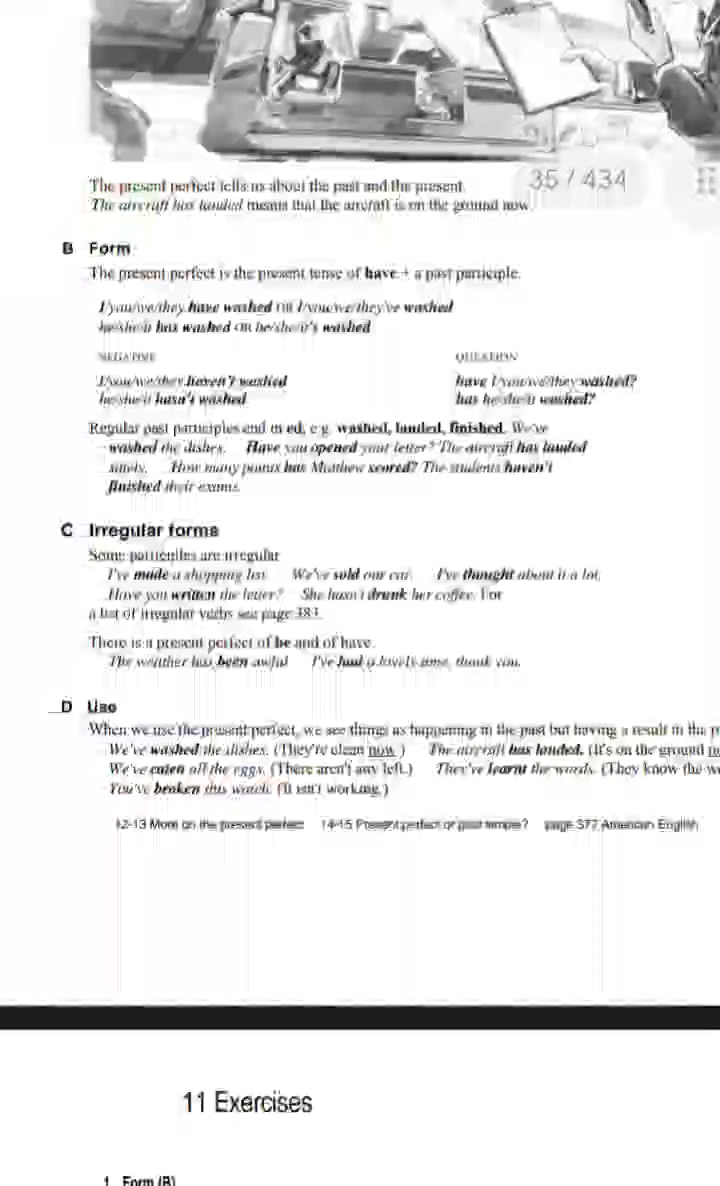 The present perfect tells us about the past and the present.
35 / 434
The aircraft has landed means that the aircraft is on the ground now.
B Form
The present perfect is the present tense of have + a past participle.
I/you/we/they have washed OR I/you/we/they've washed
he/she/it has washed OR he/she/it's washed
NEGATIVE QUESTION
I/you/we/they haven't washed have I/you/we/they washed?
he/she/it hasn't washed has he/she/it washed?
Regular past participles end in ed, e.g. washed, landed, finished. We've
washed the dishes. Have you opened your letter? The aircraft has landed
safely. How many points has Matthew scored? The students haven't
finished their exams.
C Irregular forms
Some participles are irregular.
I've made a shopping list. We've sold our car. I've thought about it a lot.
Have you written the letter? She hasn't drunk her coffee. For
a list of irregular verbs see page 383.
There is a present perfect of be and of have.
The weather has been awful. I've had a lovely time, thank you.
D Use
When we use the present perfect, we see things as happening in the past but having a result in the
We've washed the dishes. (They're clean now.) The aircraft has landed. (It's on the ground
We've eaten all the eggs. (There aren't any left.) They've learnt the words. (They know the
You've broken this watch. (It isn't working.)
12-13 More on the present perfect 14-15 Present perfect or past simple? page 377 American English
11 Exercises
1 Form (B)